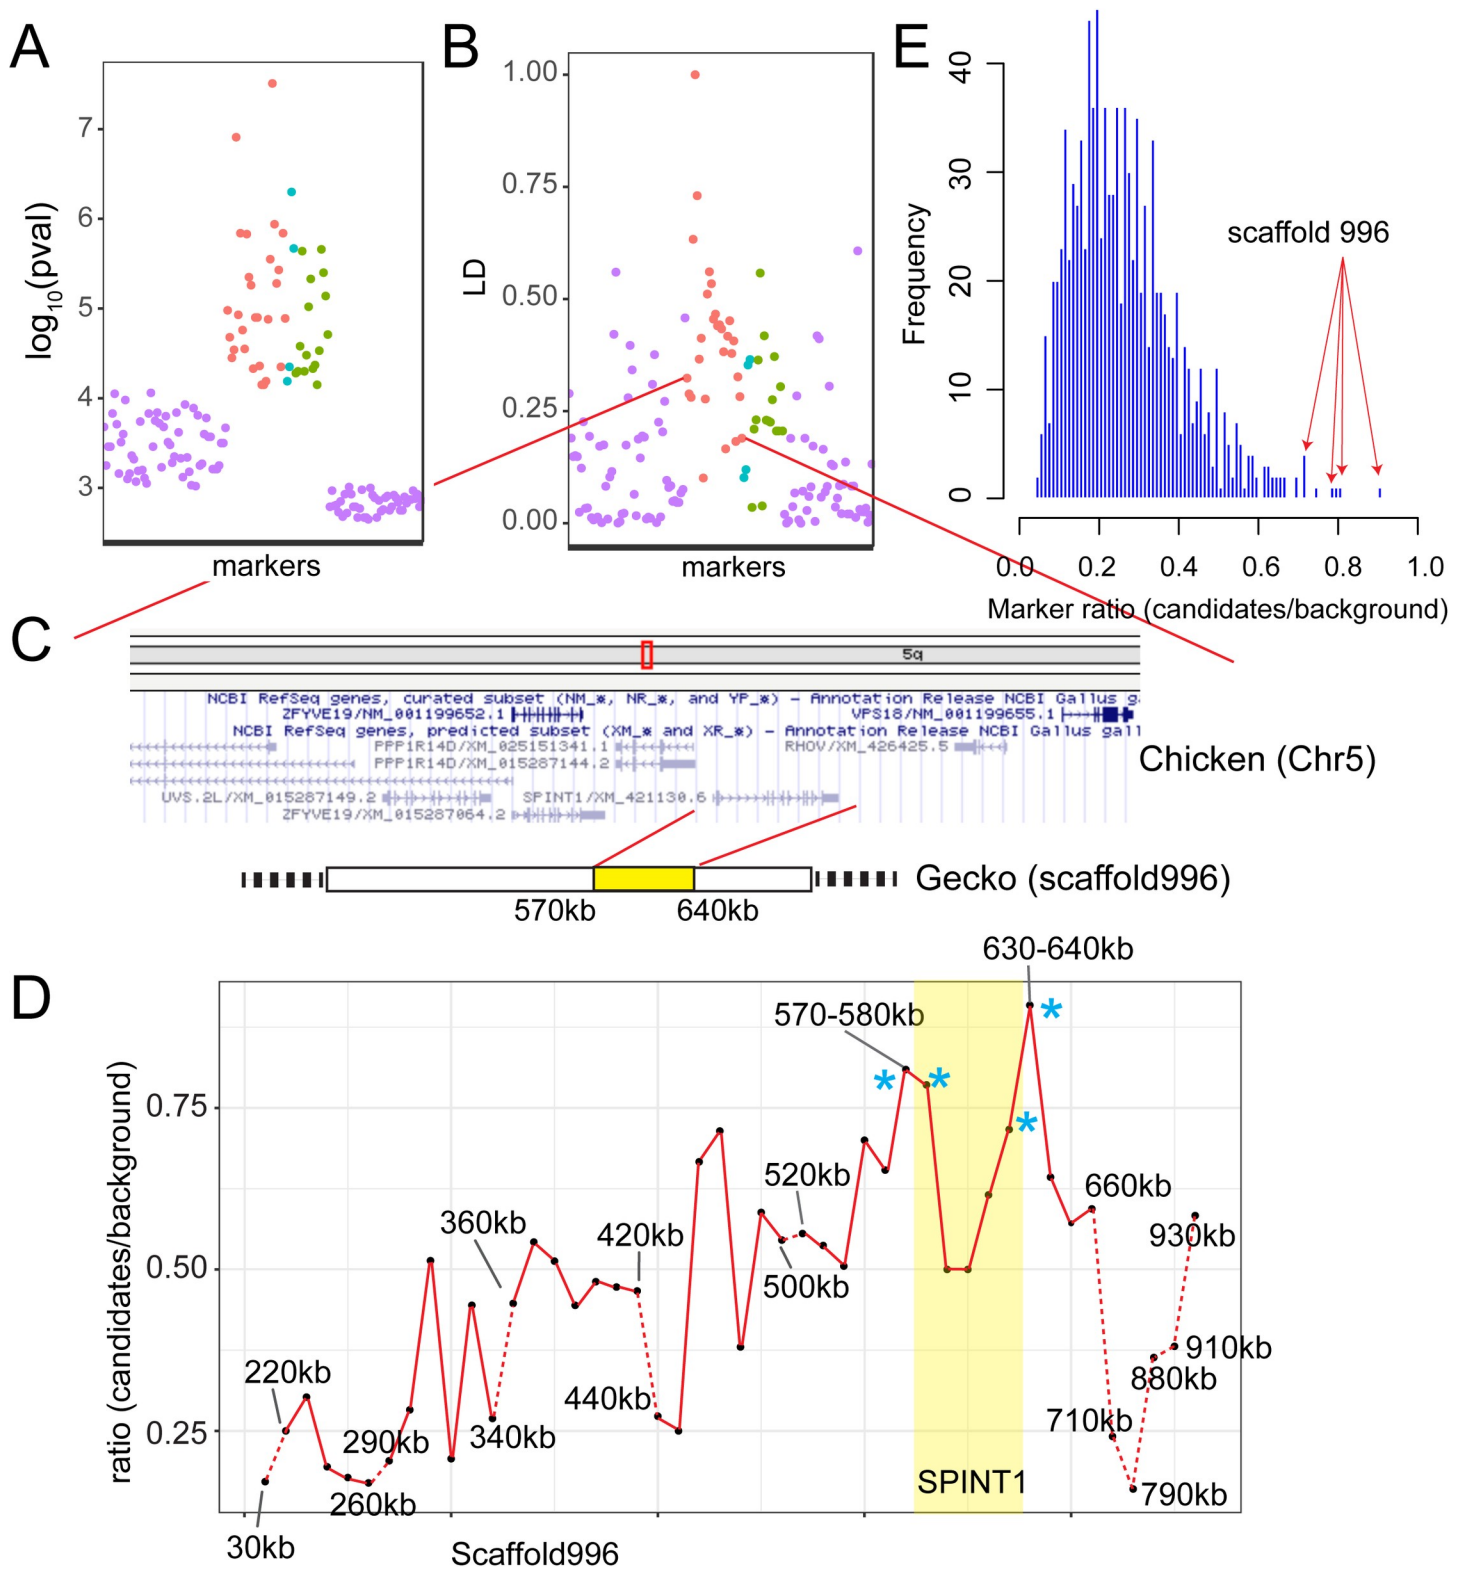 A
log10(pval)
7
6
5
4
3
markers
B
LD
1.00
0.75
0.50
0.25
0.00
markers
E
Frequency
40
30
20
10
0
scaffold 996
0.0 0.2 0.4 0.6 0.8 1.0
Marker ratio (candidates/background)
C
5q
NCBI RefSeq genes, curated subset (NM_*, NR_*, and YP_*) - Annotation Release NCBI Gallus g
ZFYVE19/NM_001199652.1 VPS18/NM_001199655.1
NCBI RefSeq genes, predicted subset (XM_* and XR_*) - Annotation Release NCBI Gallus gall
PPP1R14D/XM_025151341.1 RHOV/XM_426425.5
PPP1R14D/XM_015287144.2
UVS.2L/XM_015287149.2 SPINT1/XM_421130.6
ZFYVE19/XM_015287064.2
Chicken (Chr5)
Gecko (scaffold996)
570kb 640kb
D
ratio (candidates/background)
0.75
0.50
0.25
630-640kb
570-580kb
*
*
*
*
520kb
500kb
660kb
930kb
360kb
420kb
220kb
290kb
340kb
440kb
260kb
30kb
910kb
880kb
710kb
790kb
SPINT1
Scaffold996